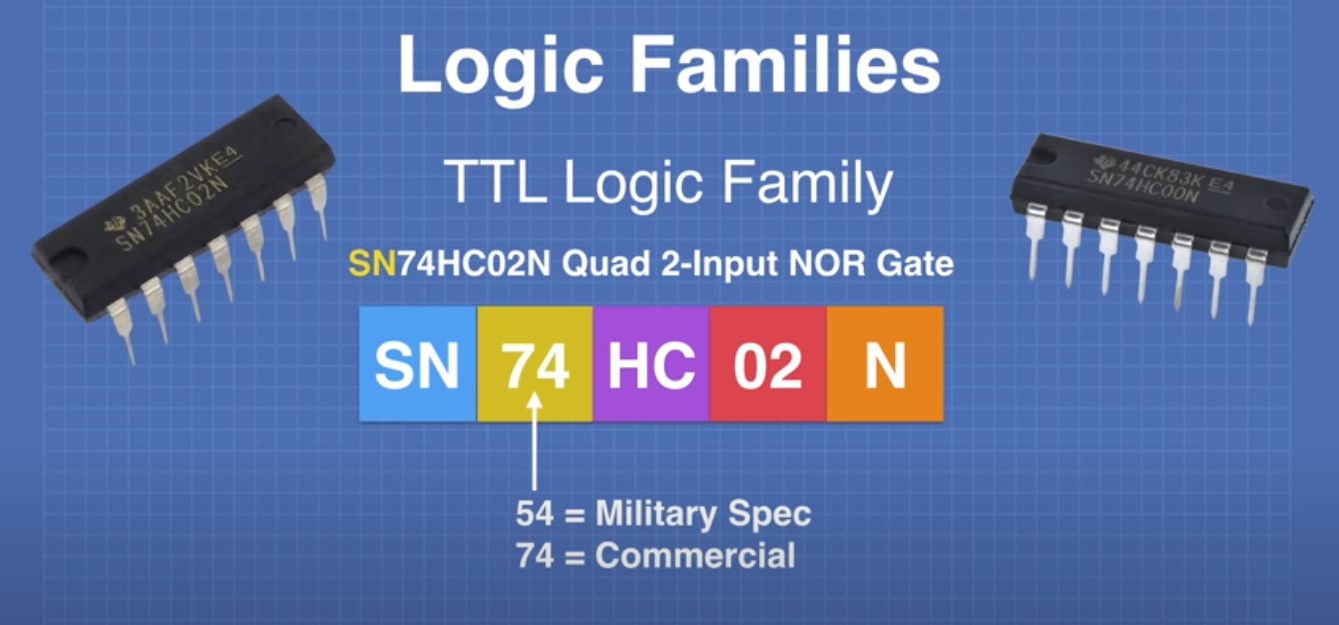 Logic Families
TTL Logic Family
3AAF2VKE4
SN74HC02N
44CK83K E4
SN74HC00N
SN74HC02N Quad 2-Input NOR Gate
SN 74 HC 02 N
54 = Military Spec
74 = Commercial